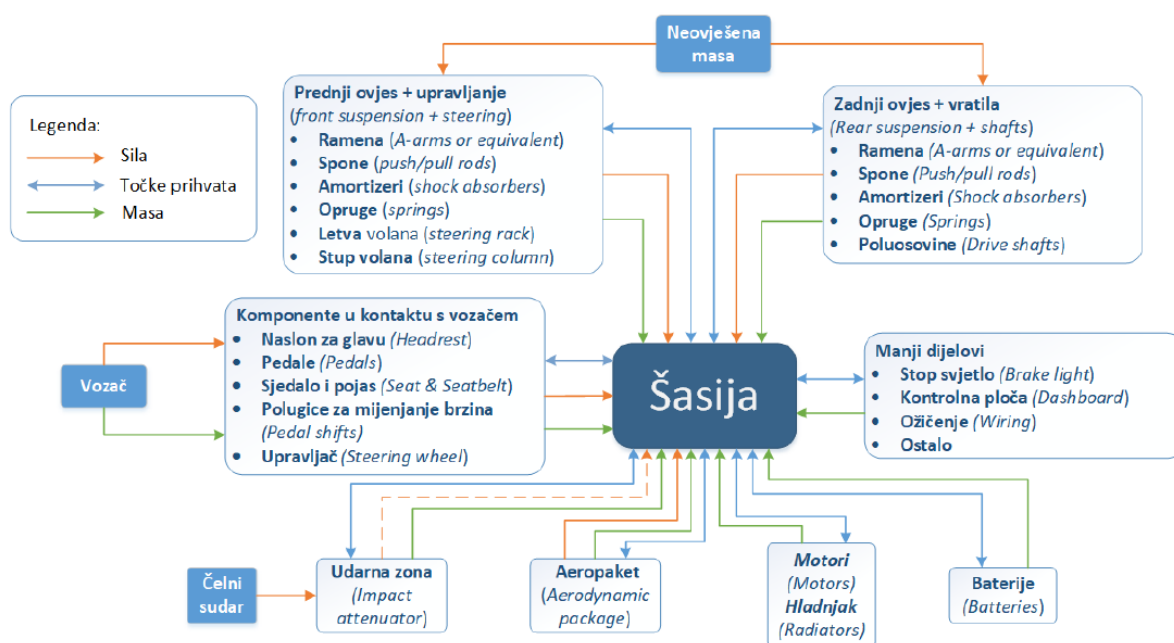 Neovješena
masa
Legenda:
Sila
Točke prihvata
Masa
Prednji ovjes + upravljanje
(front suspension + steering)
• Ramena (A-arms or equivalent)
• Spone (push/pull rods)
• Amortizeri (shock absorbers)
• Opruge (springs)
• Letva volana (steering rack)
• Stup volana (steering column)
Zadnji ovjes + vratila
(Rear suspension + shafts)
• Ramena (A-arms or equivalent)
• Spone (Push/pull rods)
• Amortizeri (Shock absorbers)
• Opruge (Springs)
• Poluosovine (Drive shafts)
Vozač
Komponente u kontaktu s vozačem
• Naslon za glavu (Headrest)
• Pedale (Pedals)
• Sjedalo i pojas (Seat & Seatbelt)
• Polugice za mijenjanje brzina
(Pedal shifts)
• Upravljač (Steering wheel)
Šasija
Manji dijelovi
• Stop svjetlo (Brake light)
• Kontrolna ploča (Dashboard)
• Ožičenje (Wiring)
• Ostalo
Čelni
sudar
Udarna zona
(Impact
attenuator)
Aeropaket
(Aerodynamic
package)
Motori
(Motors)
Hladnjak
(Radiators)
Baterije
(Batteries)